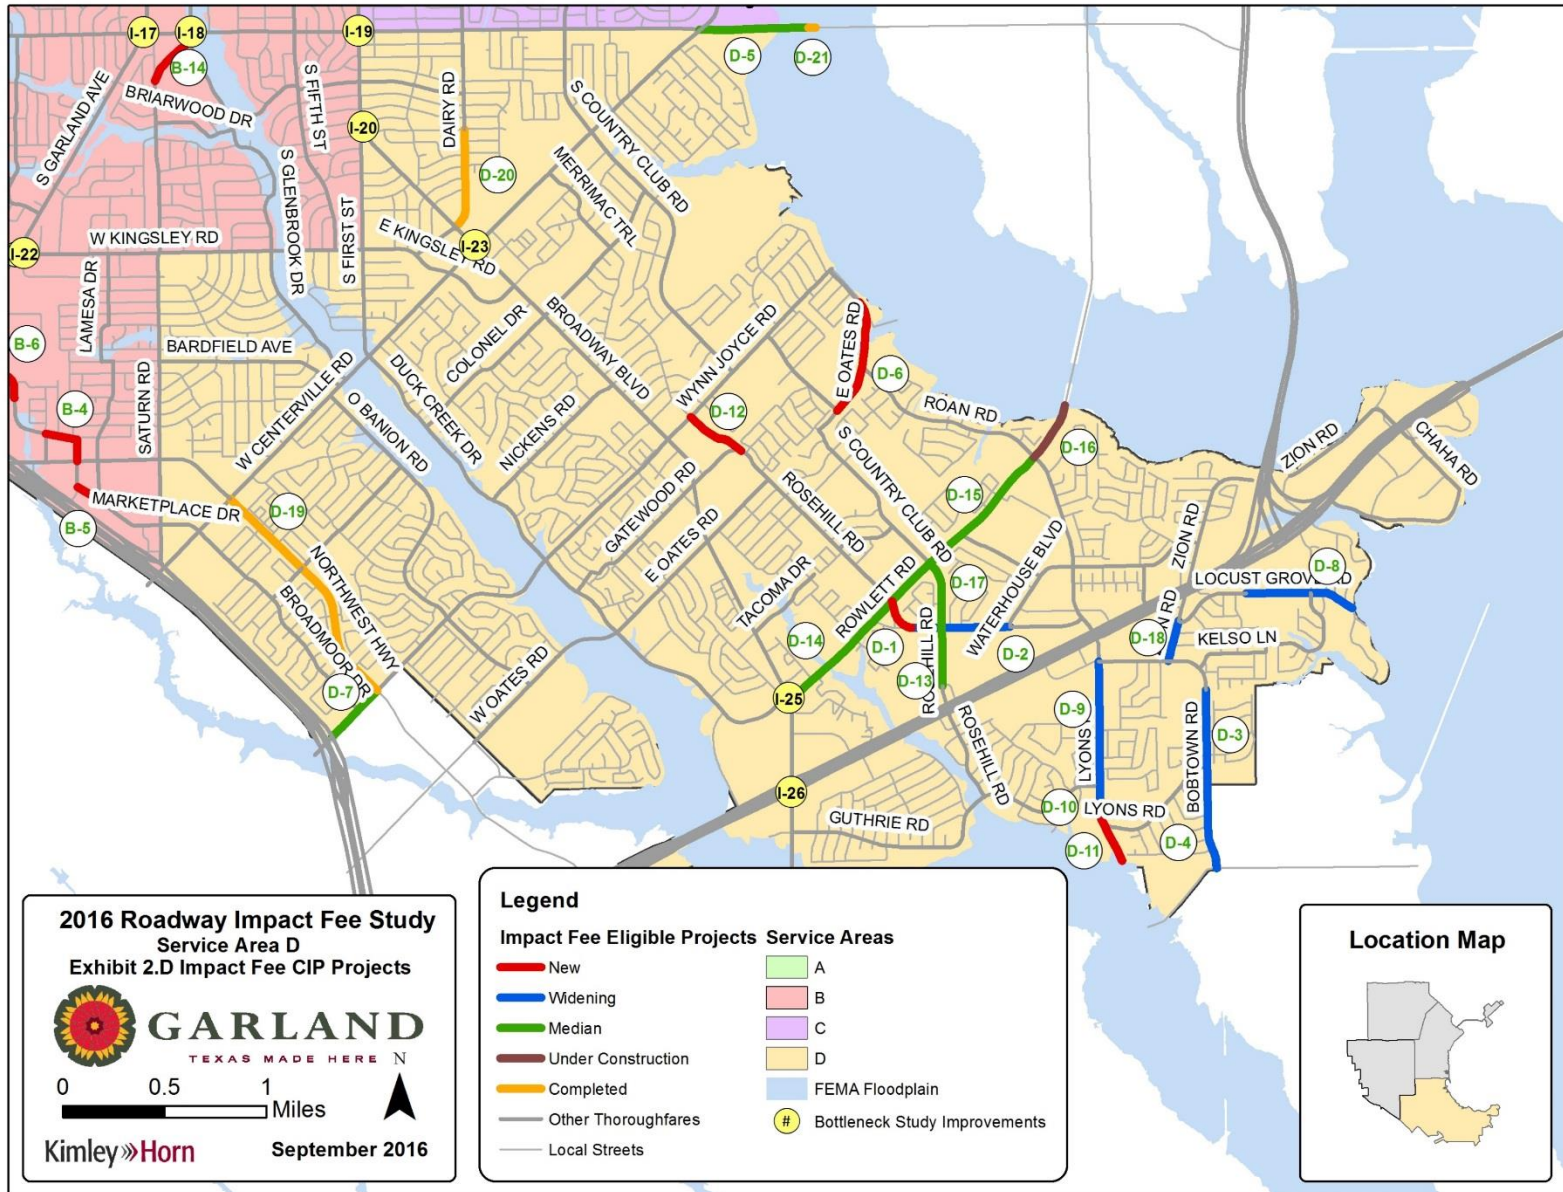 I-17
I-18
I-19
B-14
D-5
D-21
S GARLAND AVE
BRIARWOOD DR
S FIFTH ST
DAIRY RD
S COUNTRY CLUB RD
I-20
S GLENBROOK DR
D-20
MERRIMAC TRL
W KINGSLEY RD
S FIRST ST
E KINGSLEY RD
I-23
I-22
LAMESA DR
B-6
BARDFIELD AVE
COLONEL DR
BROADWAY BLVD
WYNN JOYCE RD
E OATES RD
D-6
SATURN RD
W CENTERVILLE RD
DUCK CREEK DR
O BANION RD
NICKENS RD
D-12
ROAN RD
B-4
S COUNTRY CLUB RD
D-16
ZION RD
CHAHA RD
MARKETPLACE DR
D-19
B-5
GATEWOOD RD
ROSEHILL RD
D-15
E OATES RD
NORTHWEST HWY
BROADMOOR DR
TACOMA DR
ROWLETT RD
D-17
WATERHOUSE BLVD
ZION RD
LOCUST GROVE RD
D-8
D-14
D-1
ROSEHILL RD
D-2
D-18
KELSO LN
D-7
W OATES RD
D-13
I-25
D-9
LYONS
BOBTOWN RD
D-3
ROSEHILL RD
I-26
GUTHRIE RD
D-10
LYONS RD
D-11
D-4
2016 Roadway Impact Fee Study
Service Area D
Exhibit 2.D Impact Fee CIP Projects
GARLAND
TEXAS MADE HERE
N
0 0.5 1
Miles
Kimley»Horn
September 2016
Legend
Impact Fee Eligible Projects
New
Widening
Median
Under Construction
Completed
Other Thoroughfares
Local Streets
Service Areas
A
B
C
D
FEMA Floodplain
# Bottleneck Study Improvements
Location Map